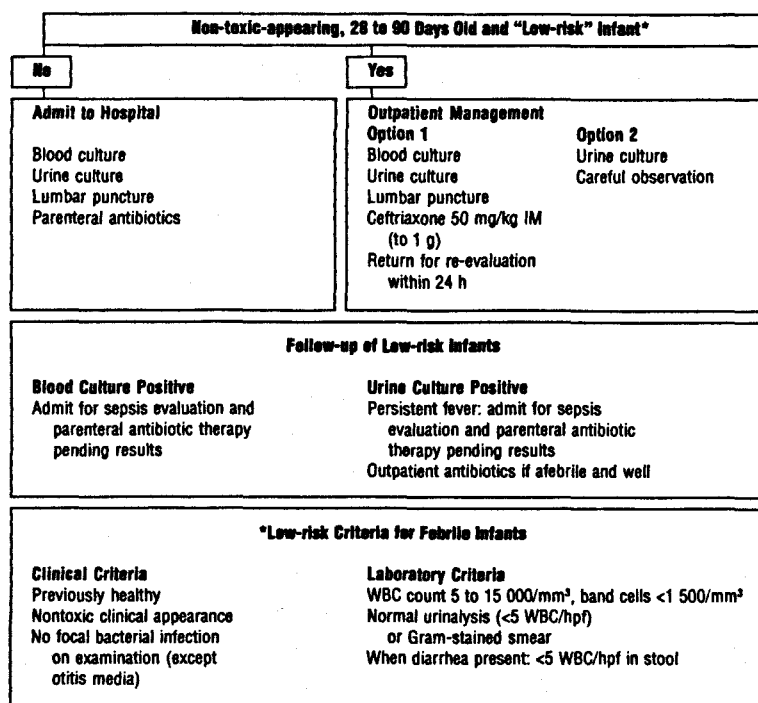 Non-toxic-appearing, 28 to 90 Days Old and “Low-risk” Infant*
No
Yes
Admit to Hospital
Blood culture
Urine culture
Lumbar puncture
Parenteral antibiotics
Outpatient Management
Option 1
Blood culture
Urine culture
Lumbar puncture
Ceftriaxone 50 mg/kg IM
(to 1 g)
Return for re-evaluation
within 24 h
Option 2
Urine culture
Careful observation
Follow-up of Low-risk Infants
Blood Culture Positive
Admit for sepsis evaluation and
parenteral antibiotic therapy
pending results
Urine Culture Positive
Persistent fever: admit for sepsis
evaluation and parenteral antibiotic
therapy pending results
Outpatient antibiotics if afebrile and well
*Low-risk Criteria for Febrile Infants
Clinical Criteria
Previously healthy
Nontoxic clinical appearance
No focal bacterial infection
on examination (except
otitis media)
Laboratory Criteria
WBC count 5 to 15 000/mm³, band cells <1 500/mm³
Normal urinalysis (<5 WBC/hpf)
or Gram-stained smear
When diarrhea present: <5 WBC/hpf in stool